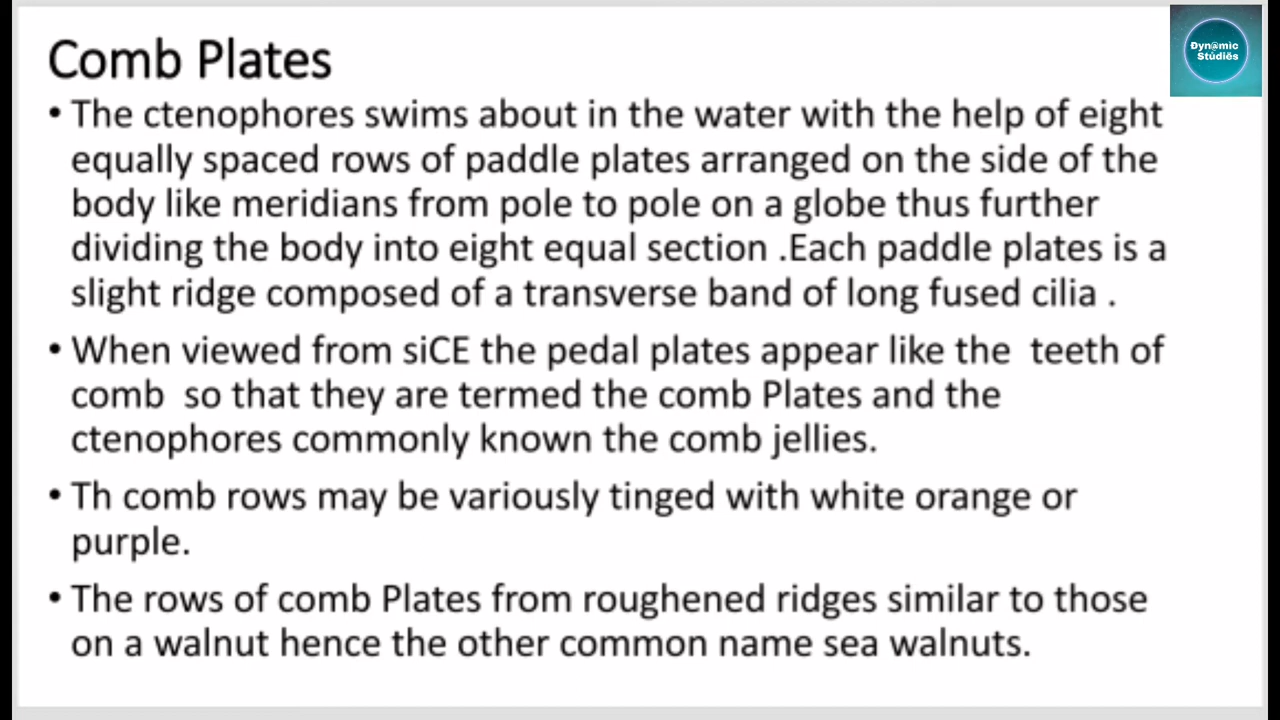 Comb Plates
Đyn@mic
Stúdiĕs
• The ctenophores swims about in the water with the help of eight
equally spaced rows of paddle plates arranged on the side of the
body like meridians from pole to pole on a globe thus further
dividing the body into eight equal section .Each paddle plates is a
slight ridge composed of a transverse band of long fused cilia .
• When viewed from siCE the pedal plates appear like the  teeth of
comb  so that they are termed the comb Plates and the
ctenophores commonly known the comb jellies.
• Th comb rows may be variously tinged with white orange or
purple.
• The rows of comb Plates from roughened ridges similar to those
on a walnut hence the other common name sea walnuts.